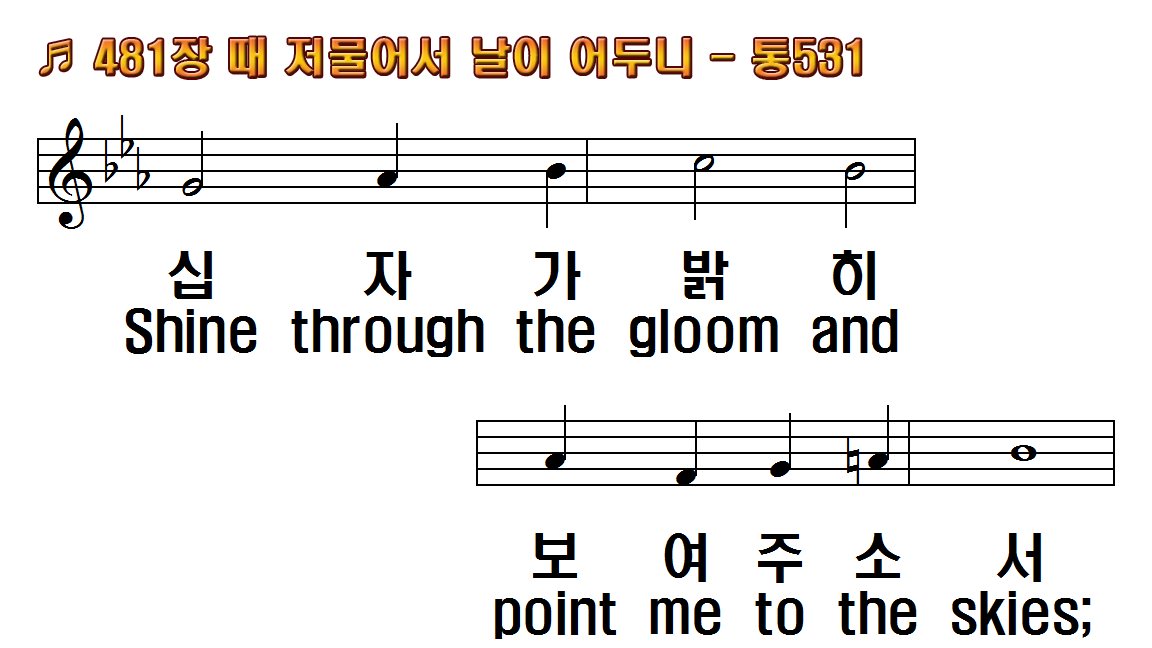 ♬ 481장 때 저물어서 날이 어두니 - 통531
십 자 가 밝 히
Shine through the gloom and
보 여 주 소 서
point me to the skies;